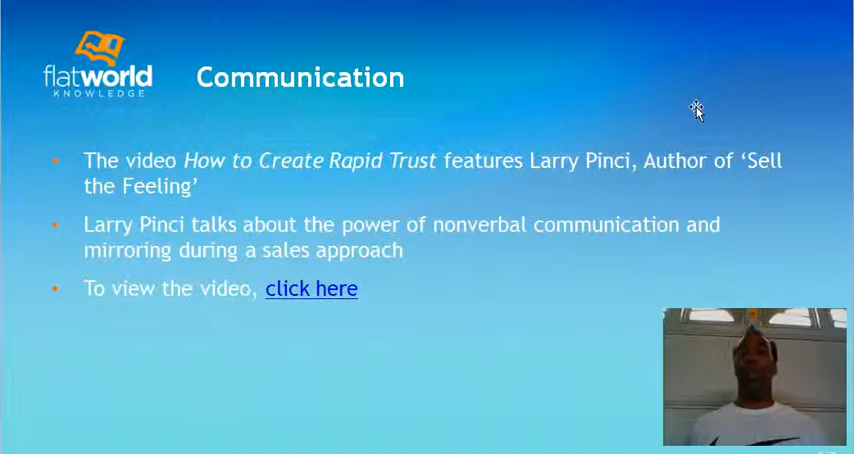 flatworld
KNOWLEDGE
Communication
The video How to Create Rapid Trust features Larry Pinci, Author of ‘Sell
the Feeling’
Larry Pinci talks about the power of nonverbal communication and
mirroring during a sales approach
To view the video, click here